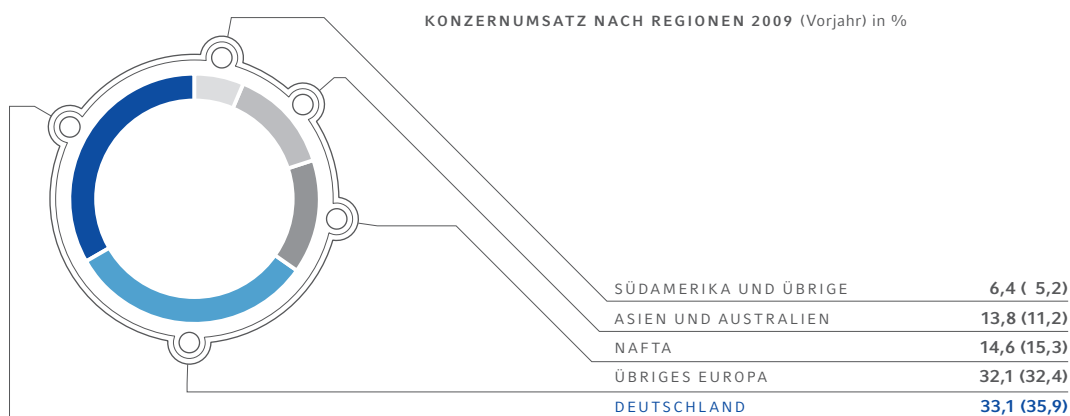 KONZERNUMSATZ NACH REGIONEN 2009 (Vorjahr) in %
SÜDAMERIKA UND ÜBRIGE 6,4 ( 5,2)
ASIEN UND AUSTRALIEN 13,8 (11,2)
NAFTA 14,6 (15,3)
ÜBRIGES EUROPA 32,1 (32,4)
DEUTSCHLAND 33,1 (35,9)